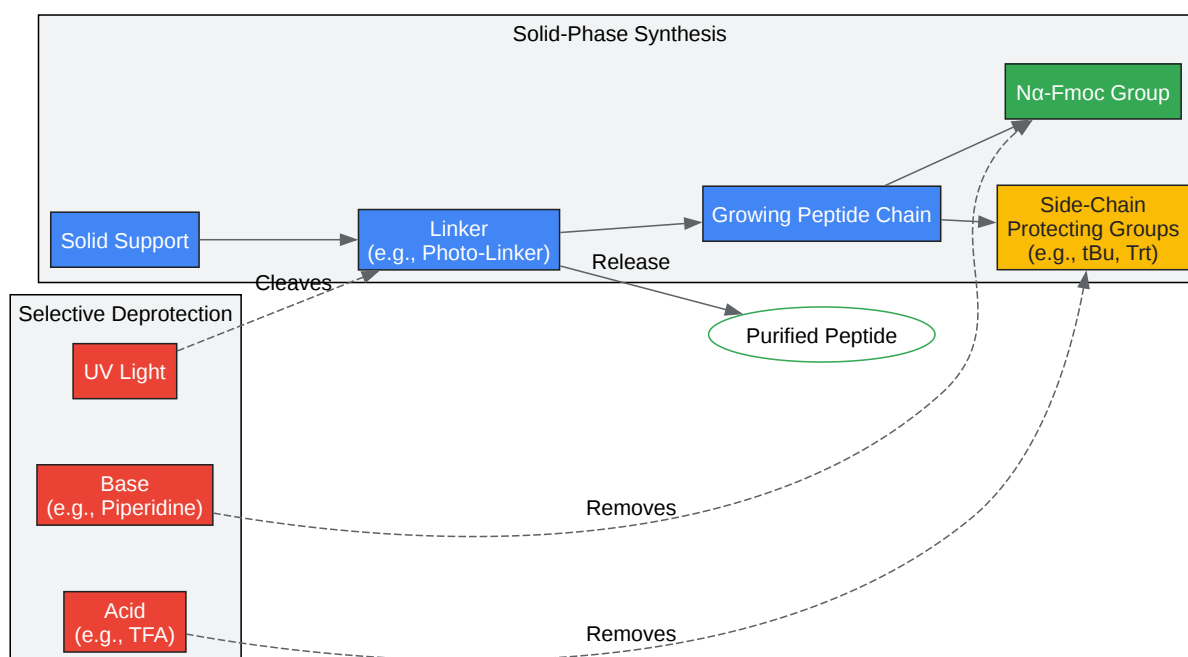 Solid-Phase Synthesis
Nα-Fmoc Group
Solid Support
Linker
(e.g., Photo-Linker)
Growing Peptide Chain
Side-Chain
Protecting Groups
(e.g., tBu, Trt)
Release
Cleaves
Purified Peptide
Selective Deprotection
UV Light
Base
(e.g., Piperidine)
Removes
Acid
(e.g., TFA)
Removes